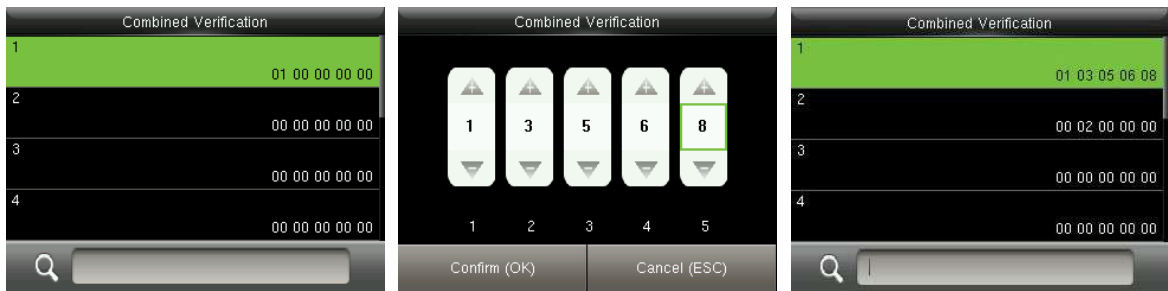 Combined Verification
1
01 00 00 00 00
2
00 00 00 00 00
3
00 00 00 00 00
4
00 00 00 00 00
Combined Verification
1 3 5 6 8
1 2 3 4 5
Confirm (OK) Cancel (ESC)
Combined Verification
1
01 03 05 06 08
2
00 02 00 00 00
3
00 00 00 00 00
4
00 00 00 00 00